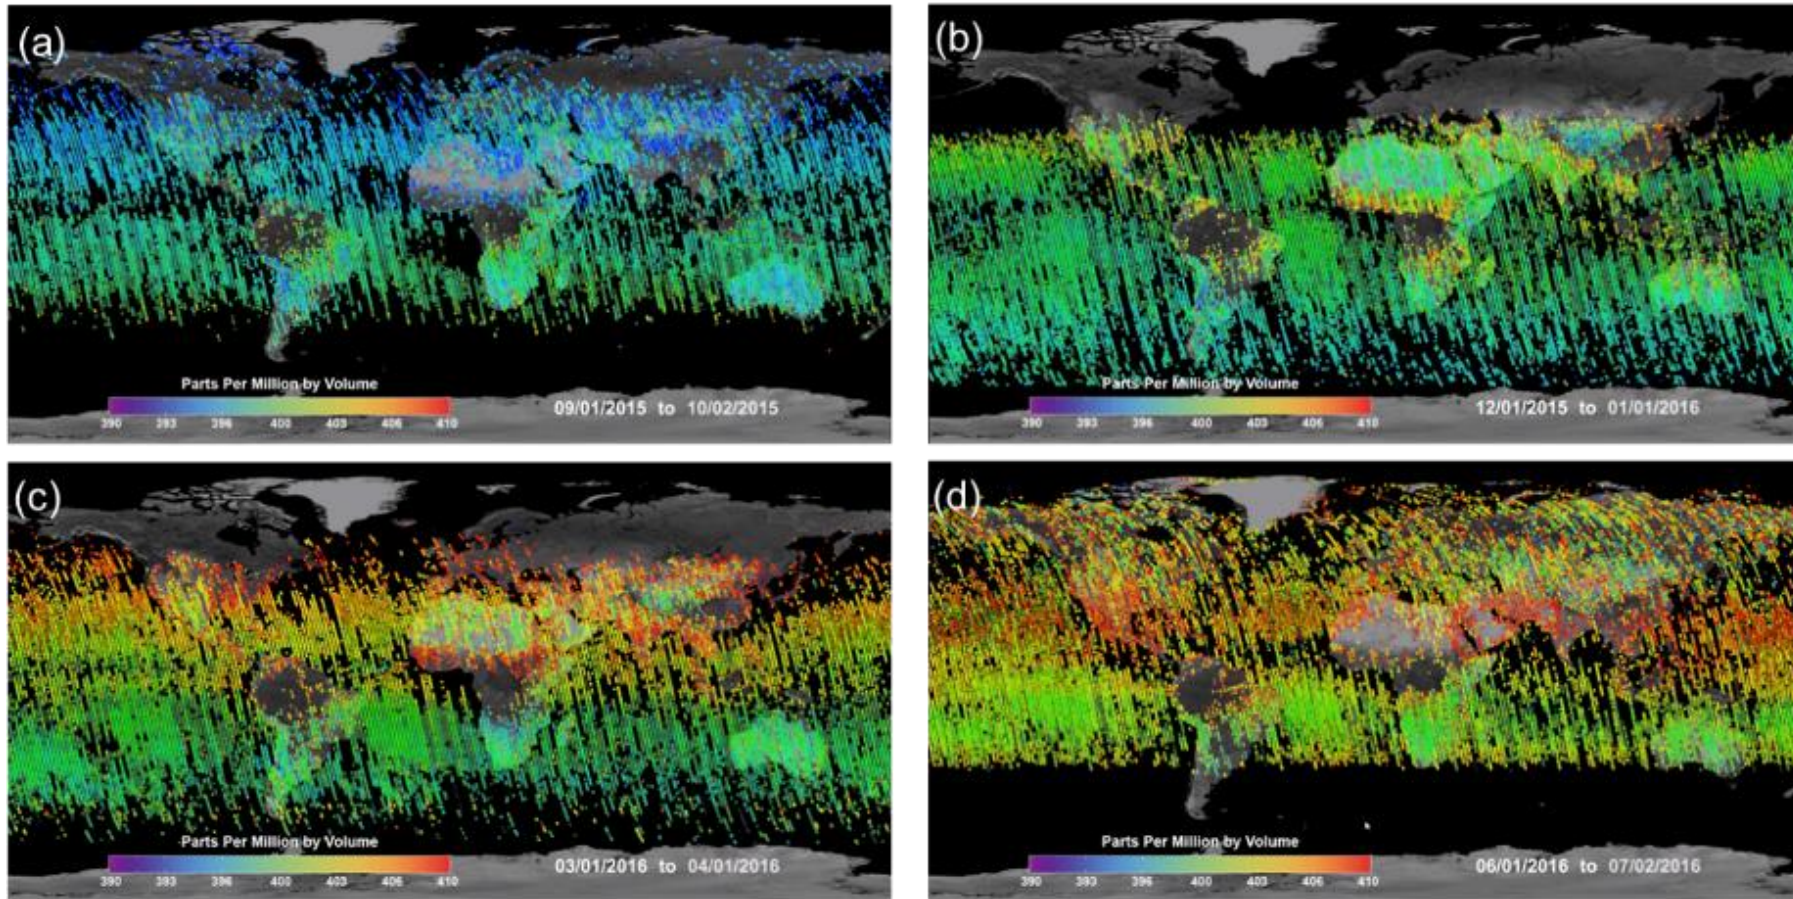 (a)
Parts Per Million by Volume
390 393 396 400 403 406 410
09/01/2015 to 10/02/2015
(b)
Parts Per Million by Volume
390 393 396 400 403 406 410
12/01/2015 to 01/01/2016
(c)
Parts Per Million by Volume
390 393 396 400 403 406 410
03/01/2016 to 04/01/2016
(d)
Parts Per Million by Volume
390 393 396 400 403 406 410
06/01/2016 to 07/02/2016